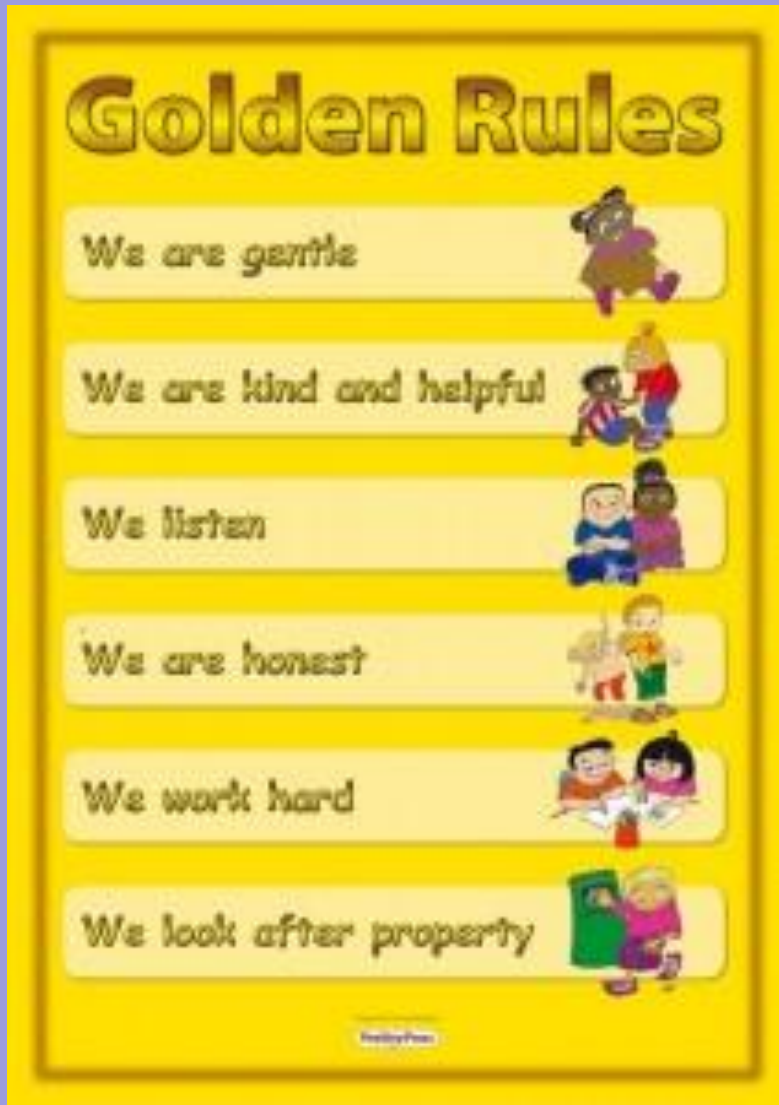 Golden Rules
We are gentle
We are kind and helpful
We listen
We are honest
We work hard
We look after property